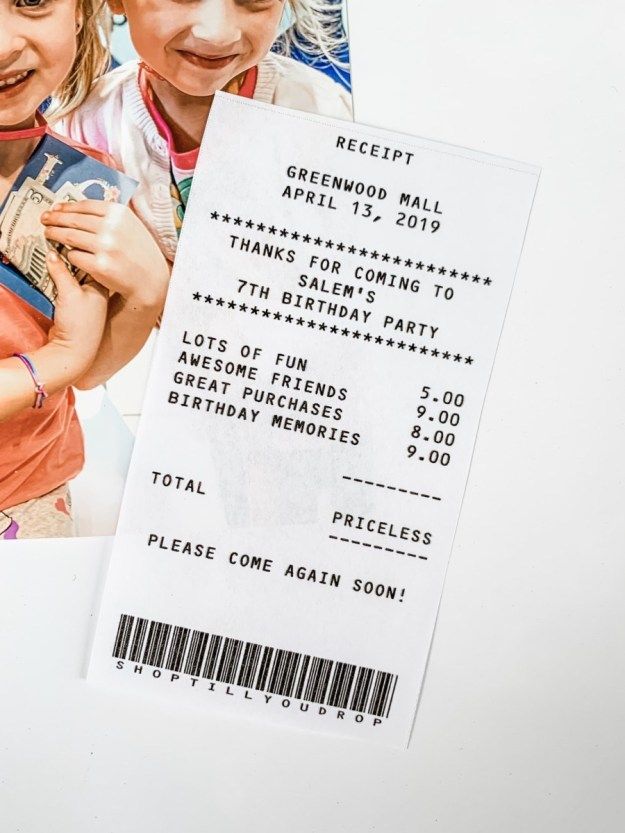 RECEIPT
GREENWOOD MALL
APRIL 13, 2019
************************
THANKS FOR COMING TO
SALEM'S
7TH BIRTHDAY PARTY
************************
LOTS OF FUN 5.00
AWESOME FRIENDS 9.00
GREAT PURCHASES 8.00
BIRTHDAY MEMORIES 9.00
---------
TOTAL PRICELESS
---------
PLEASE COME AGAIN SOON!
SHOPTILLYOUDROP